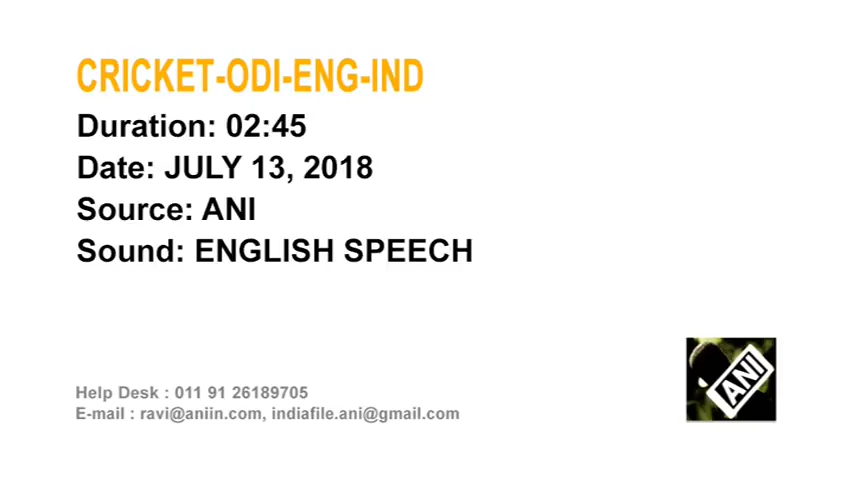 CRICKET-ODI-ENG-IND
Duration: 02:45
Date: JULY 13, 2018
Source: ANI
Sound: ENGLISH SPEECH
Help Desk : 011 91 26189705
E-mail : ravi@aniin.com, indiafile.ani@gmail.com
ANI